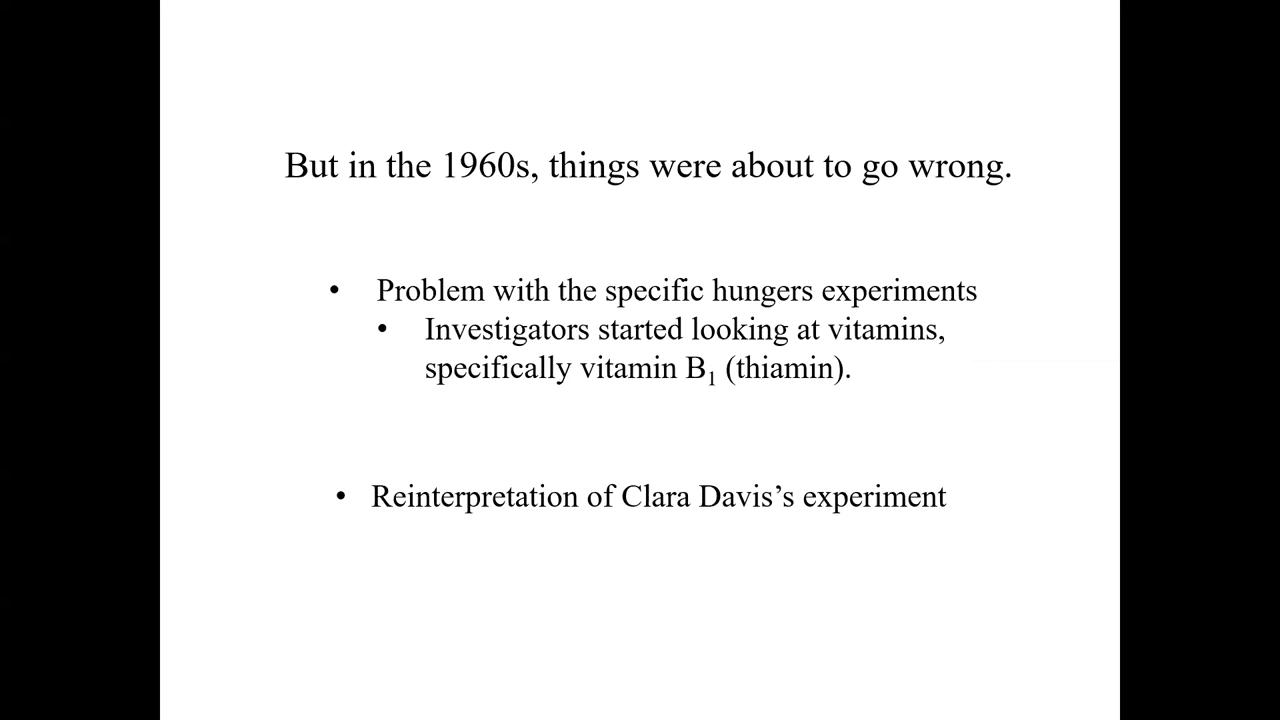 But in the 1960s, things were about to go wrong.
• Problem with the specific hungers experiments
• Investigators started looking at vitamins,
specifically vitamin B₁ (thiamin).
• Reinterpretation of Clara Davis’s experiment